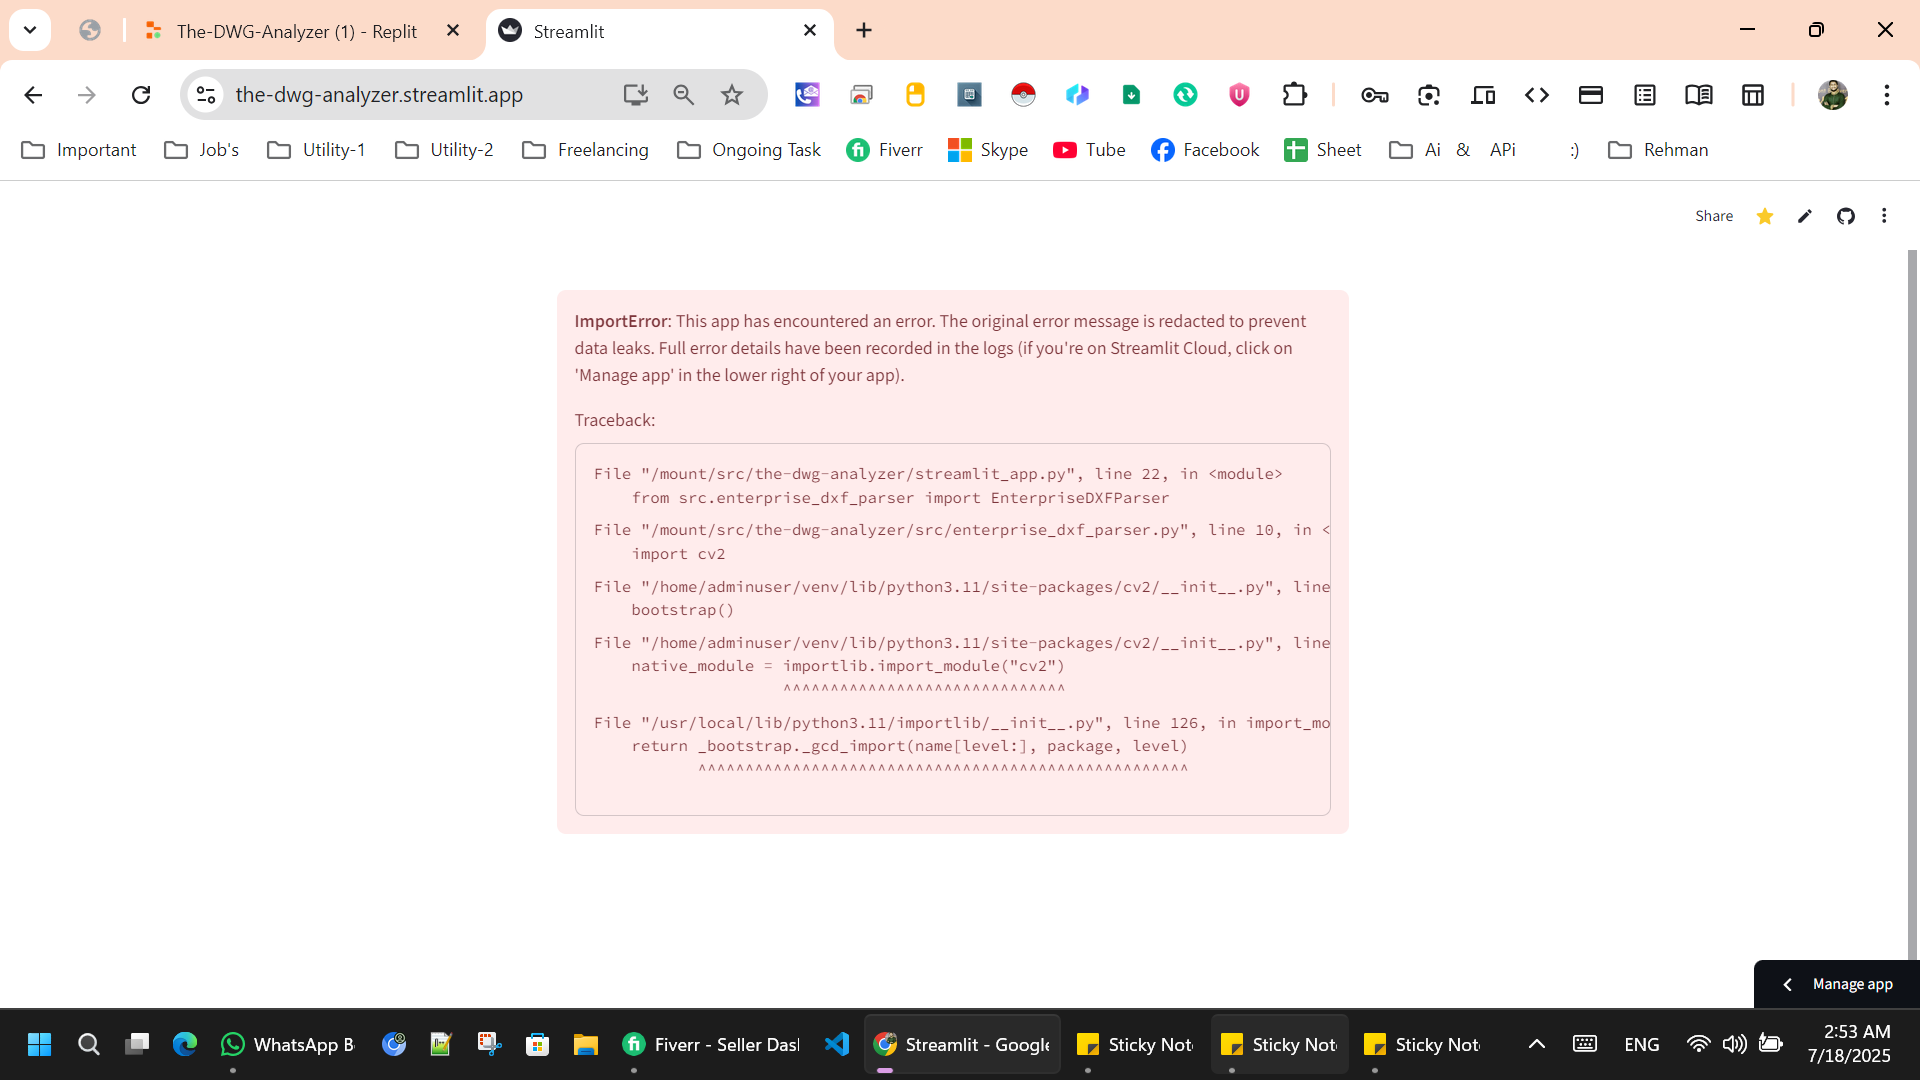 The-DWG-Analyzer (1) - Replit
Streamlit
the-dwg-analyzer.streamlit.app
Important
Job's
Utility-1
Utility-2
Freelancing
Ongoing Task
Fiverr
Skype
Tube
Facebook
Sheet
Ai & APi
:)
Rehman
Share
ImportError: This app has encountered an error. The original error message is redacted to prevent
data leaks. Full error details have been recorded in the logs (if you're on Streamlit Cloud, click on
'Manage app' in the lower right of your app).
Traceback:
File "/mount/src/the-dwg-analyzer/streamlit_app.py", line 22, in <module>
from src.enterprise_dxf_parser import EnterpriseDXFParser
File "/mount/src/the-dwg-analyzer/src/enterprise_dxf_parser.py", line 10, in <
import cv2
File "/home/adminuser/venv/lib/python3.11/site-packages/cv2/__init__.py", line
bootstrap()
File "/home/adminuser/venv/lib/python3.11/site-packages/cv2/__init__.py", line
native_module = importlib.import_module("cv2")
^^^^^^^^^^^^^^^^^^^^^^^^^^^^^^
File "/usr/local/lib/python3.11/importlib/__init__.py", line 126, in import_mo
return _bootstrap._gcd_import(name[level:], package, level)
^^^^^^^^^^^^^^^^^^^^^^^^^^^^^^^^^^^^^^^^^^^^^^^^^^^^
Manage app
WhatsApp B
Fiverr - Seller Dasl
Streamlit - Google
Sticky Not
Sticky Not
Sticky Not
ENG
2:53 AM
7/18/2025